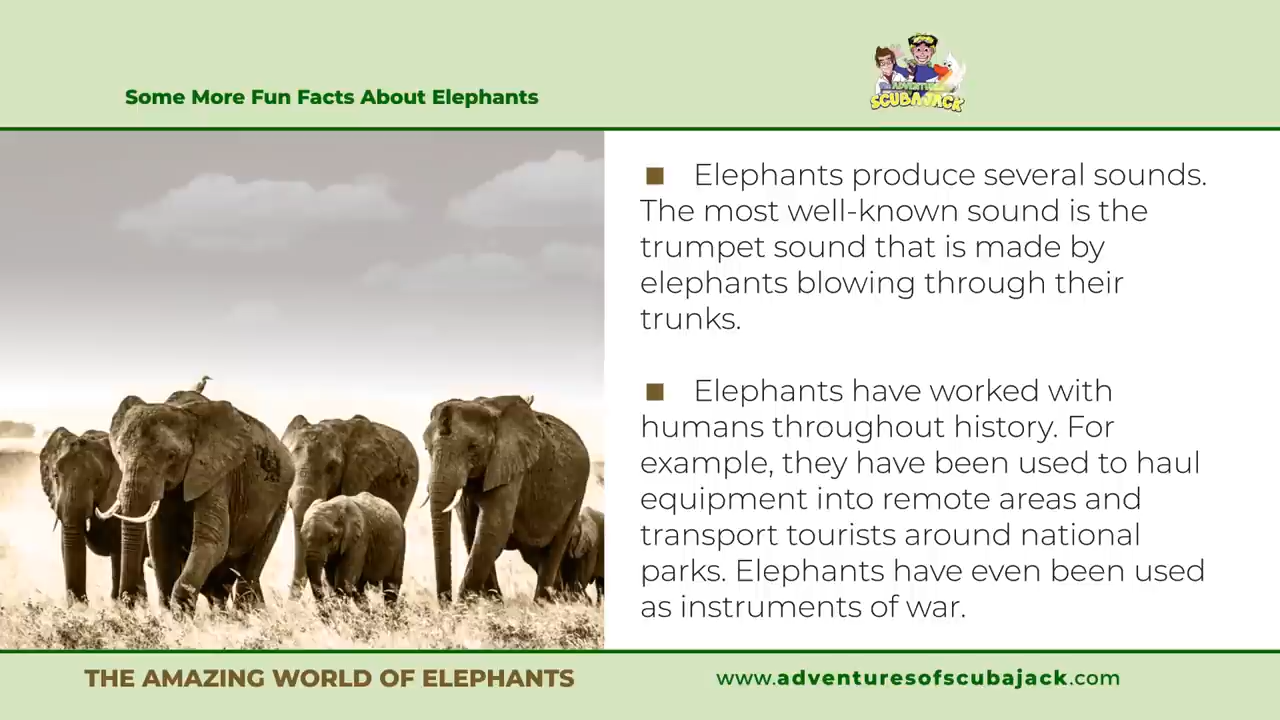 Some More Fun Facts About Elephants
ADVENTURES
SCUBAJACK
■ Elephants produce several sounds.
The most well-known sound is the
trumpet sound that is made by
elephants blowing through their
trunks.
■ Elephants have worked with
humans throughout history. For
example, they have been used to haul
equipment into remote areas and
transport tourists around national
parks. Elephants have even been used
as instruments of war.
THE AMAZING WORLD OF ELEPHANTS
www.adventuresofscubajack.com